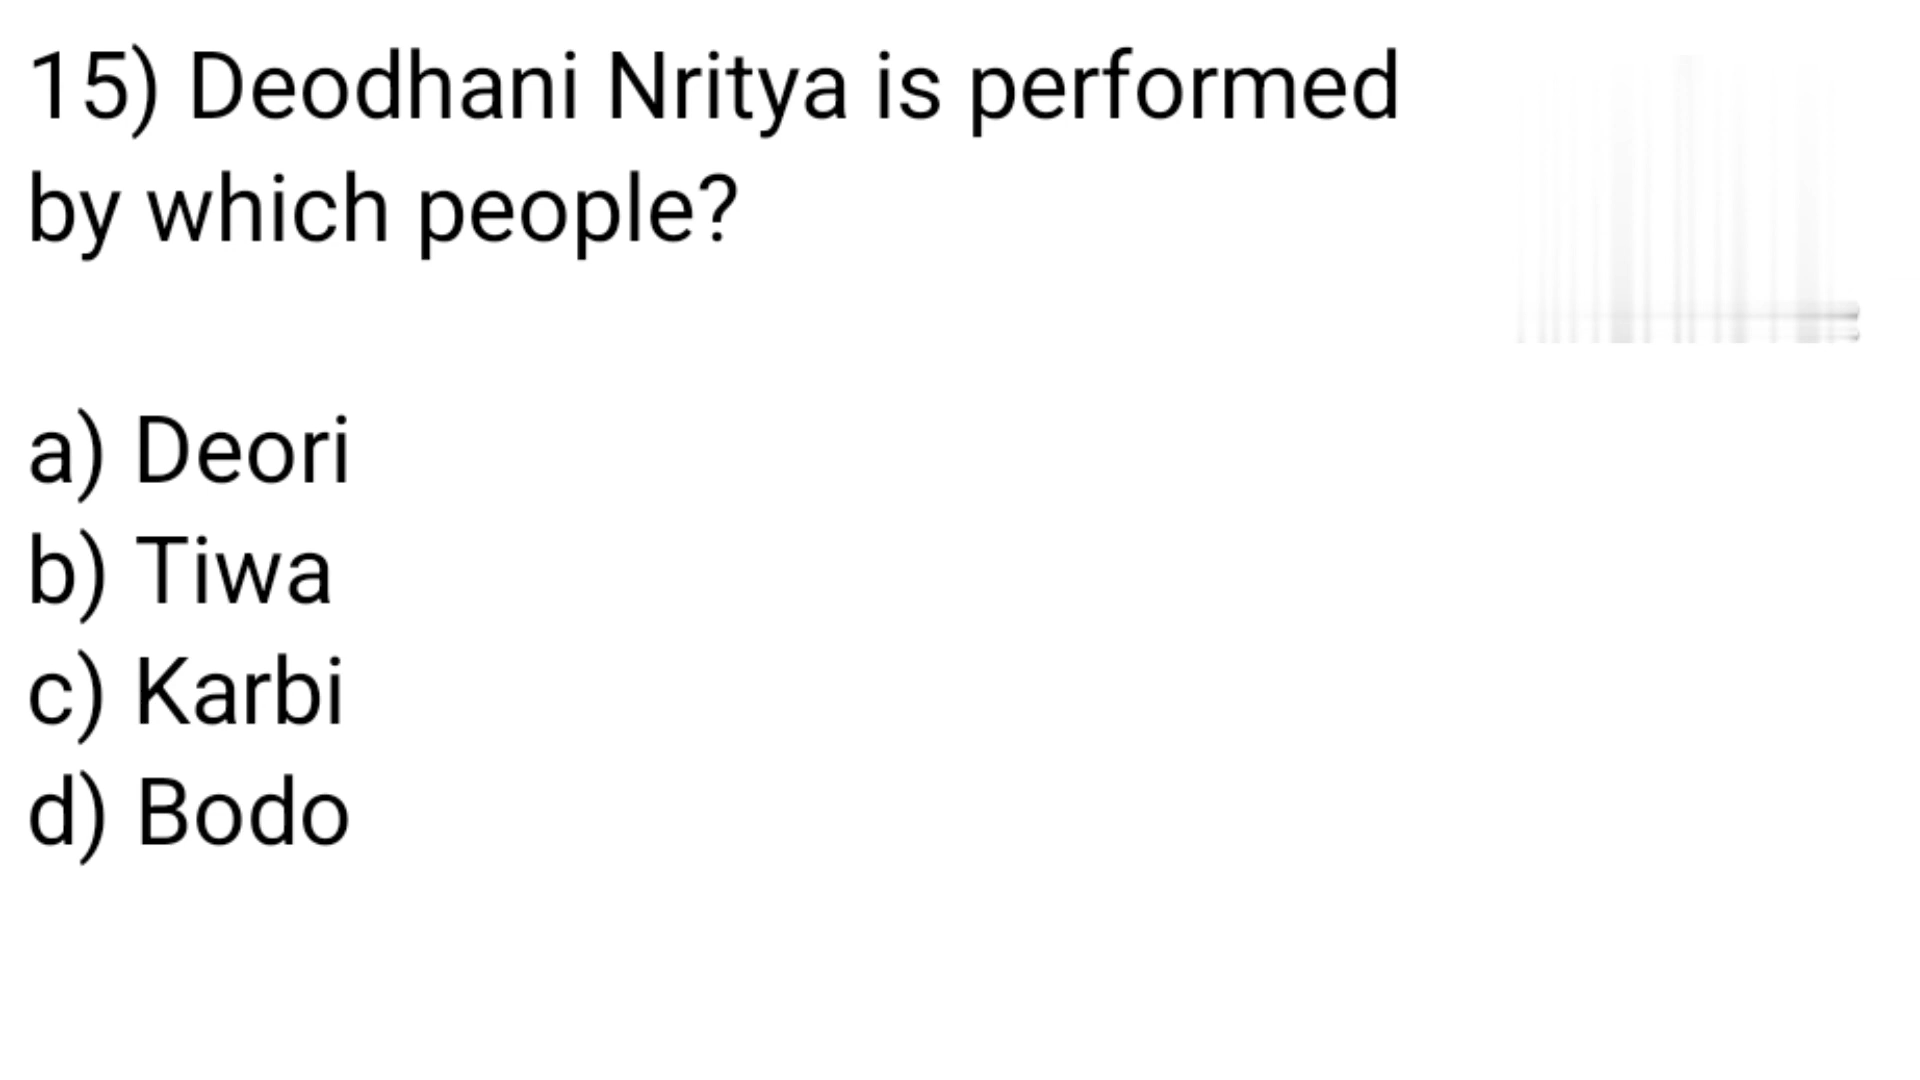 15) Deodhani Nritya is performed
by which people?
a) Deori
b) Tiwa
c) Karbi
d) Bodo